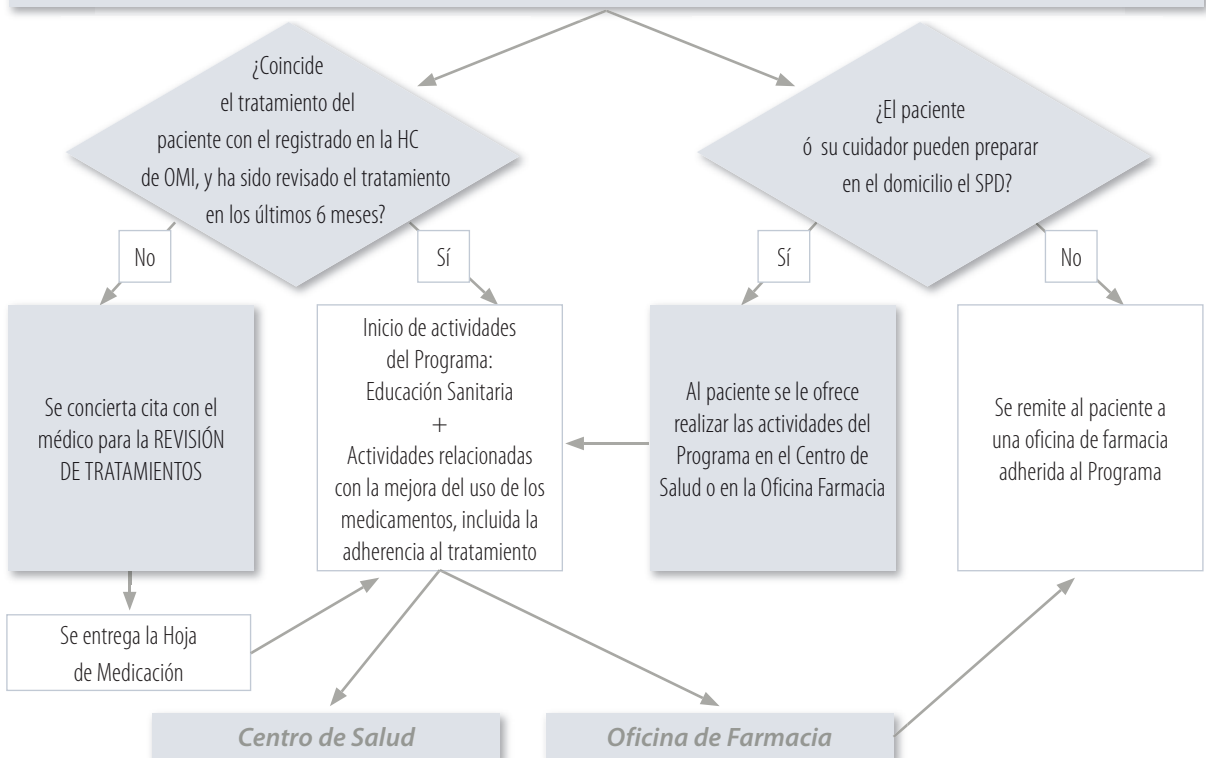 ¿Coincide
el tratamiento del
paciente con el registrado en la HC
de OMI, y ha sido revisado el tratamiento
en los últimos 6 meses?
¿El paciente
ó su cuidador pueden preparar
en el domicilio el SPD?
No
Sí
Sí
No
Se concierta cita con el
médico para la REVISIÓN
DE TRATAMIENTOS
Inicio de actividades
del Programa:
Educación Sanitaria
+
Actividades relacionadas
con la mejora del uso de los
medicamentos, incluida la
adherencia al tratamiento
Al paciente se le ofrece
realizar las actividades del
Programa en el Centro de
Salud o en la Oficina Farmacia
Se remite al paciente a
una oficina de farmacia
adherida al Programa
Se entrega la Hoja
de Medicación
Centro de Salud
Oficina de Farmacia